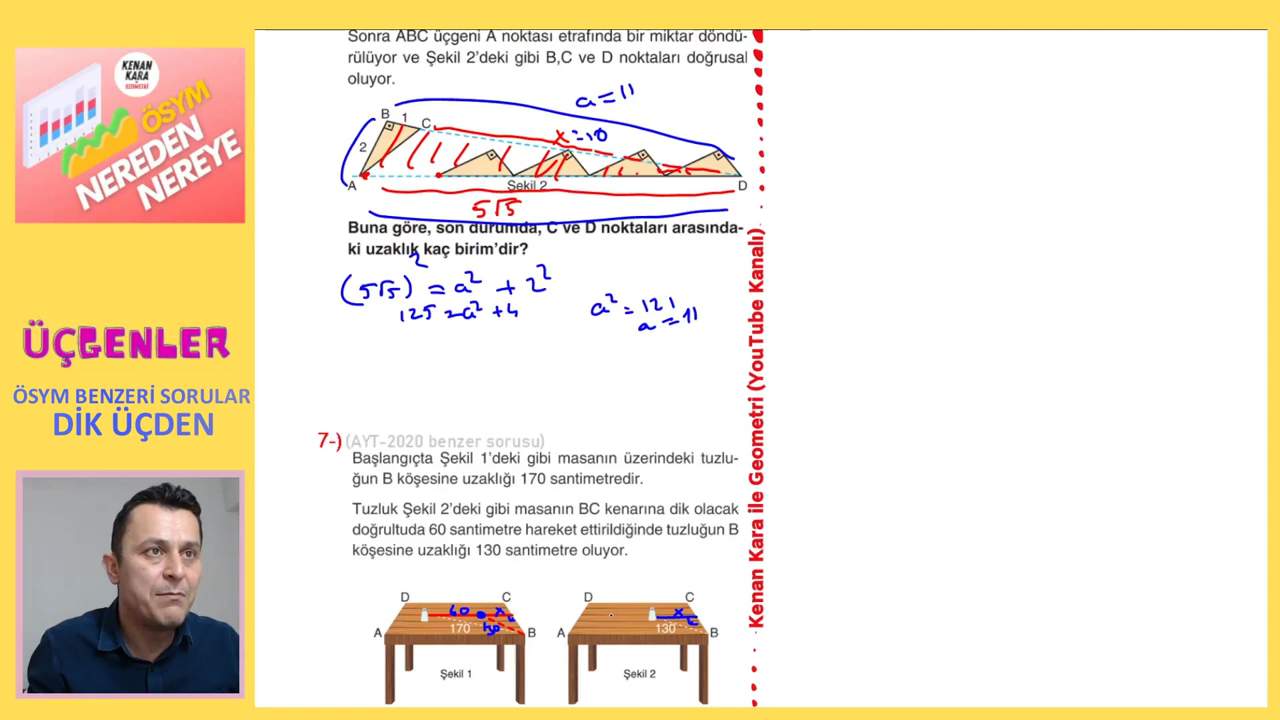 KENAN
KARA
GEOMETRİ
ÖSYM
NEREDEN
NEREYE
ÜÇGENLER
ÖSYM BENZERİ SORULAR
DİK ÜÇDEN
Sonra ABC üçgeni A noktası etrafında bir miktar döndü-
rülüyor ve Şekil 2'deki gibi B,C ve D noktaları doğrusal
oluyor.
a = 11
B 1 C
x = 10
2
A Şekil 2 D
5√5
Buna göre, son durumda, C ve D noktaları arasında-
ki uzaklık kaç birim'dir?
(5√5)² = a² + 2²
125 = a² + 4
a² = 121
a = 11
7-) (AYT-2020 benzer sorusu)
Başlangıçta Şekil 1'deki gibi masanın üzerindeki tuzlu-
ğun B köşesine uzaklığı 170 santimetredir.
Tuzluk Şekil 2'deki gibi masanın BC kenarına dik olacak
doğrultuda 60 santimetre hareket ettirildiğinde tuzluğun B
köşesine uzaklığı 130 santimetre oluyor.
D C
60 x
170
A B
Şekil 1
D C
x
130
A B
Şekil 2
Kenan Kara ile Geometri (YouTube Kanalı)